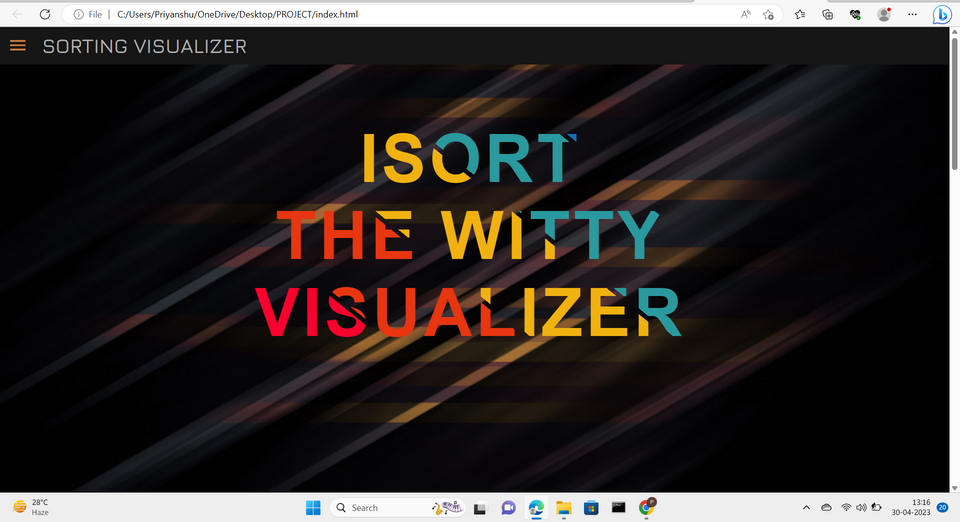 File
C:/Users/Priyanshu/OneDrive/Desktop/PROJECT/index.html
SORTING VISUALIZER
ISORT
THE WITTY
VISUALIZER
28°C
Haze
Search
13:16
30-04-2023
20